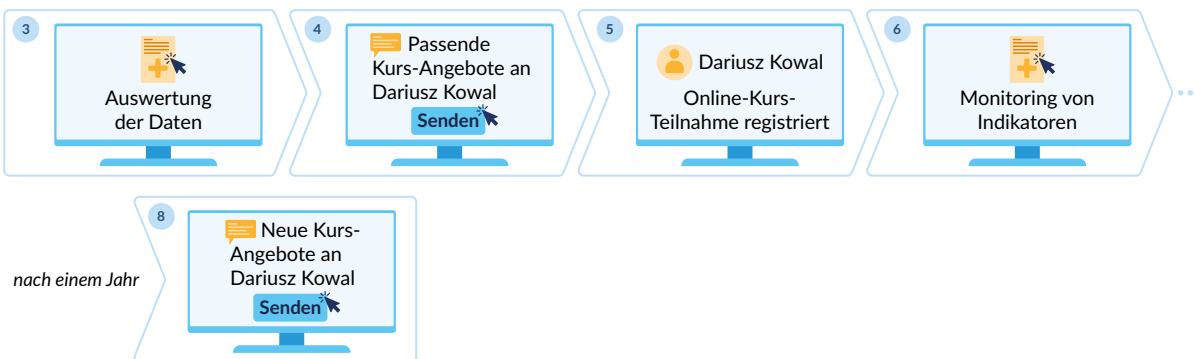 3
Auswertung
der Daten
4
Passende
Kurs-Angebote an
Dariusz Kowal
Senden
5
Dariusz Kowal
Online-Kurs-
Teilnahme registriert
6
Monitoring von
Indikatoren
nach einem Jahr
8
Neue Kurs-
Angebote an
Dariusz Kowal
Senden